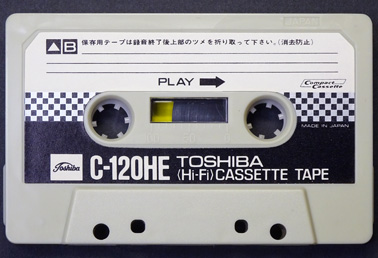 JAPAN
▲B 保存用テープは録音終了後上部のツメを折り取って下さい。(消去防止)
PLAY
Compact
Cassette
MADE IN JAPAN
Toshiba
C-120HE TOSHIBA
(Hi-Fi) CASSETTE TAPE